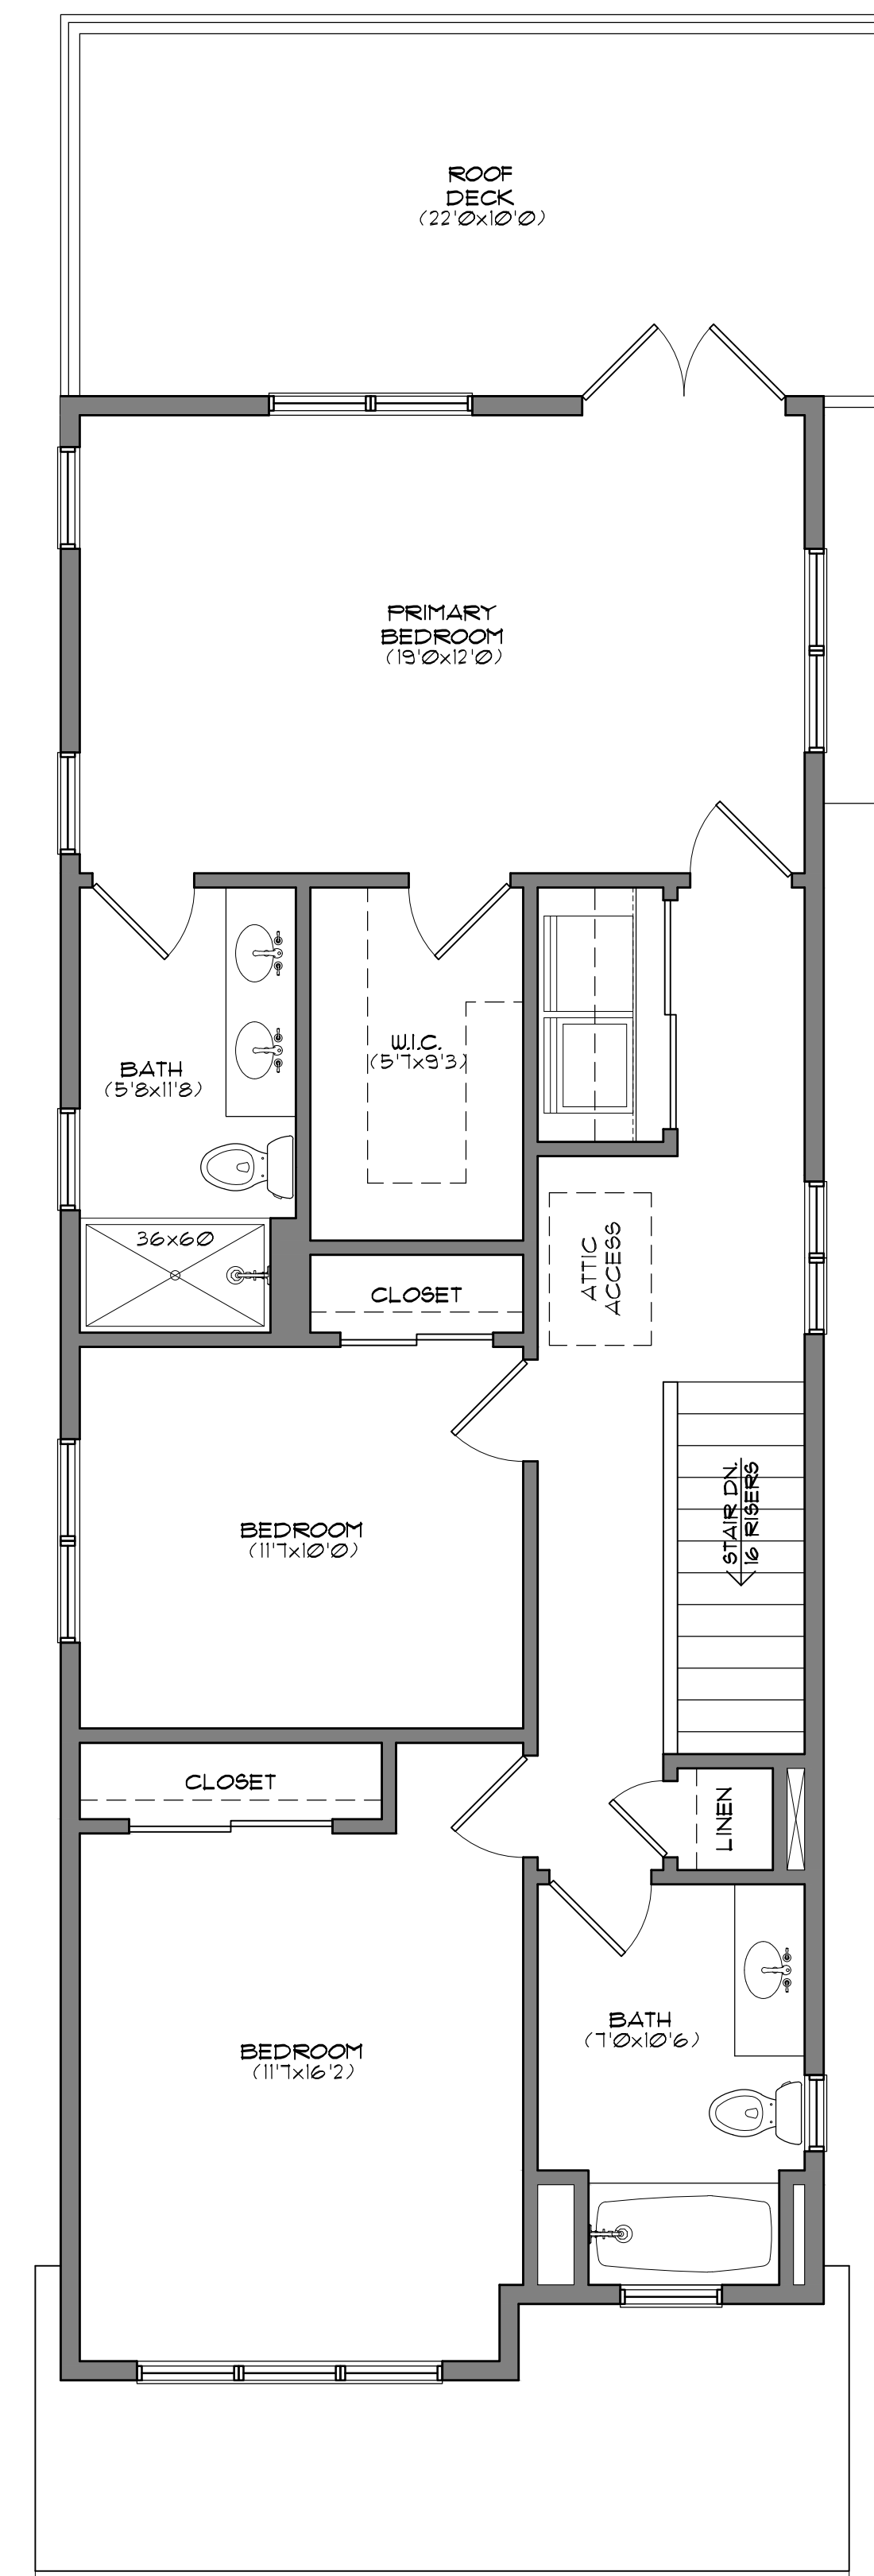 ROOF
DECK
(22'0x10'0)
PRIMARY
BEDROOM
(19'0x12'0)
W.I.C.
(5'7x9'3)
BATH
(5'8x11'8)
36x60
ATTIC
ACCESS
CLOSET
STAIR DN.
16 RISERS
BEDROOM
(11'7x10'0)
CLOSET
LINEN
BATH
(7'0x10'6)
BEDROOM
(11'7x16'2)